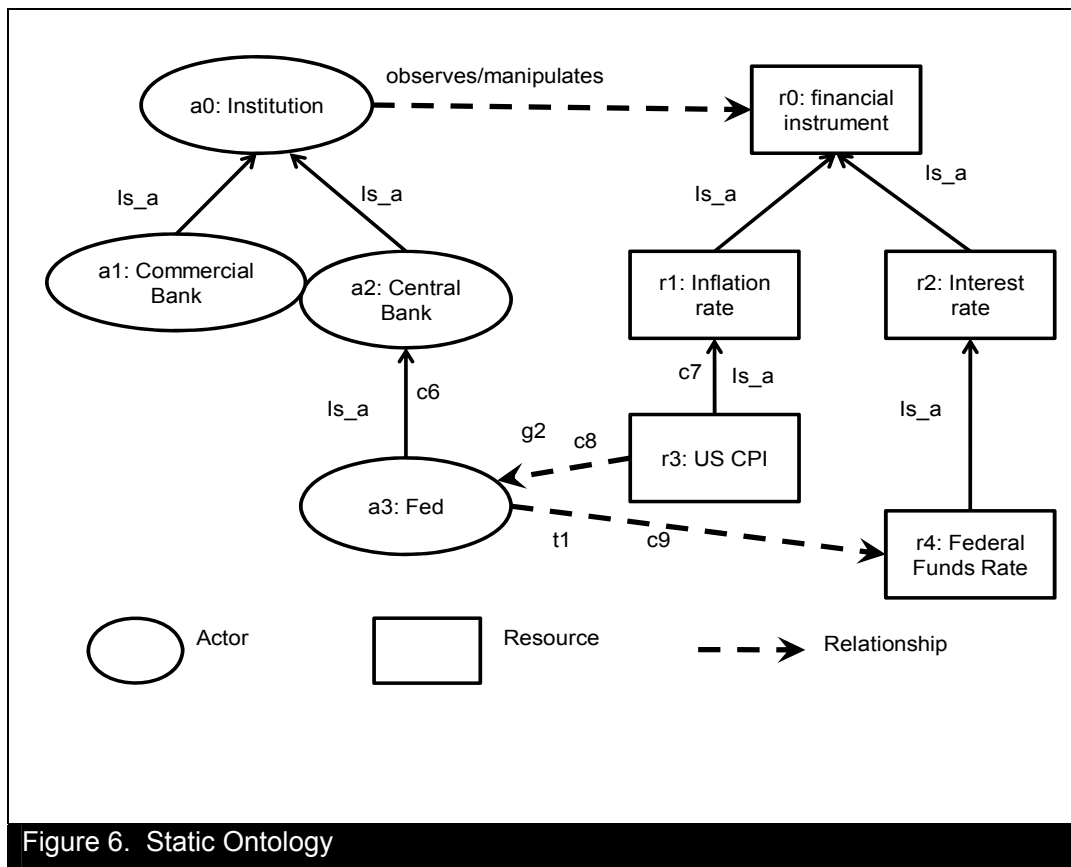 observes/manipulates
a0: Institution
r0: financial
instrument
Is_a
Is_a
Is_a
Is_a
a1: Commercial
Bank
a2: Central
Bank
r1: Inflation
rate
r2: Interest
rate
Is_a
c6
c7
Is_a
Is_a
g2
c8
r3: US CPI
a3: Fed
t1
c9
r4: Federal
Funds Rate
Actor
Resource
Relationship
Figure 6. Static Ontology